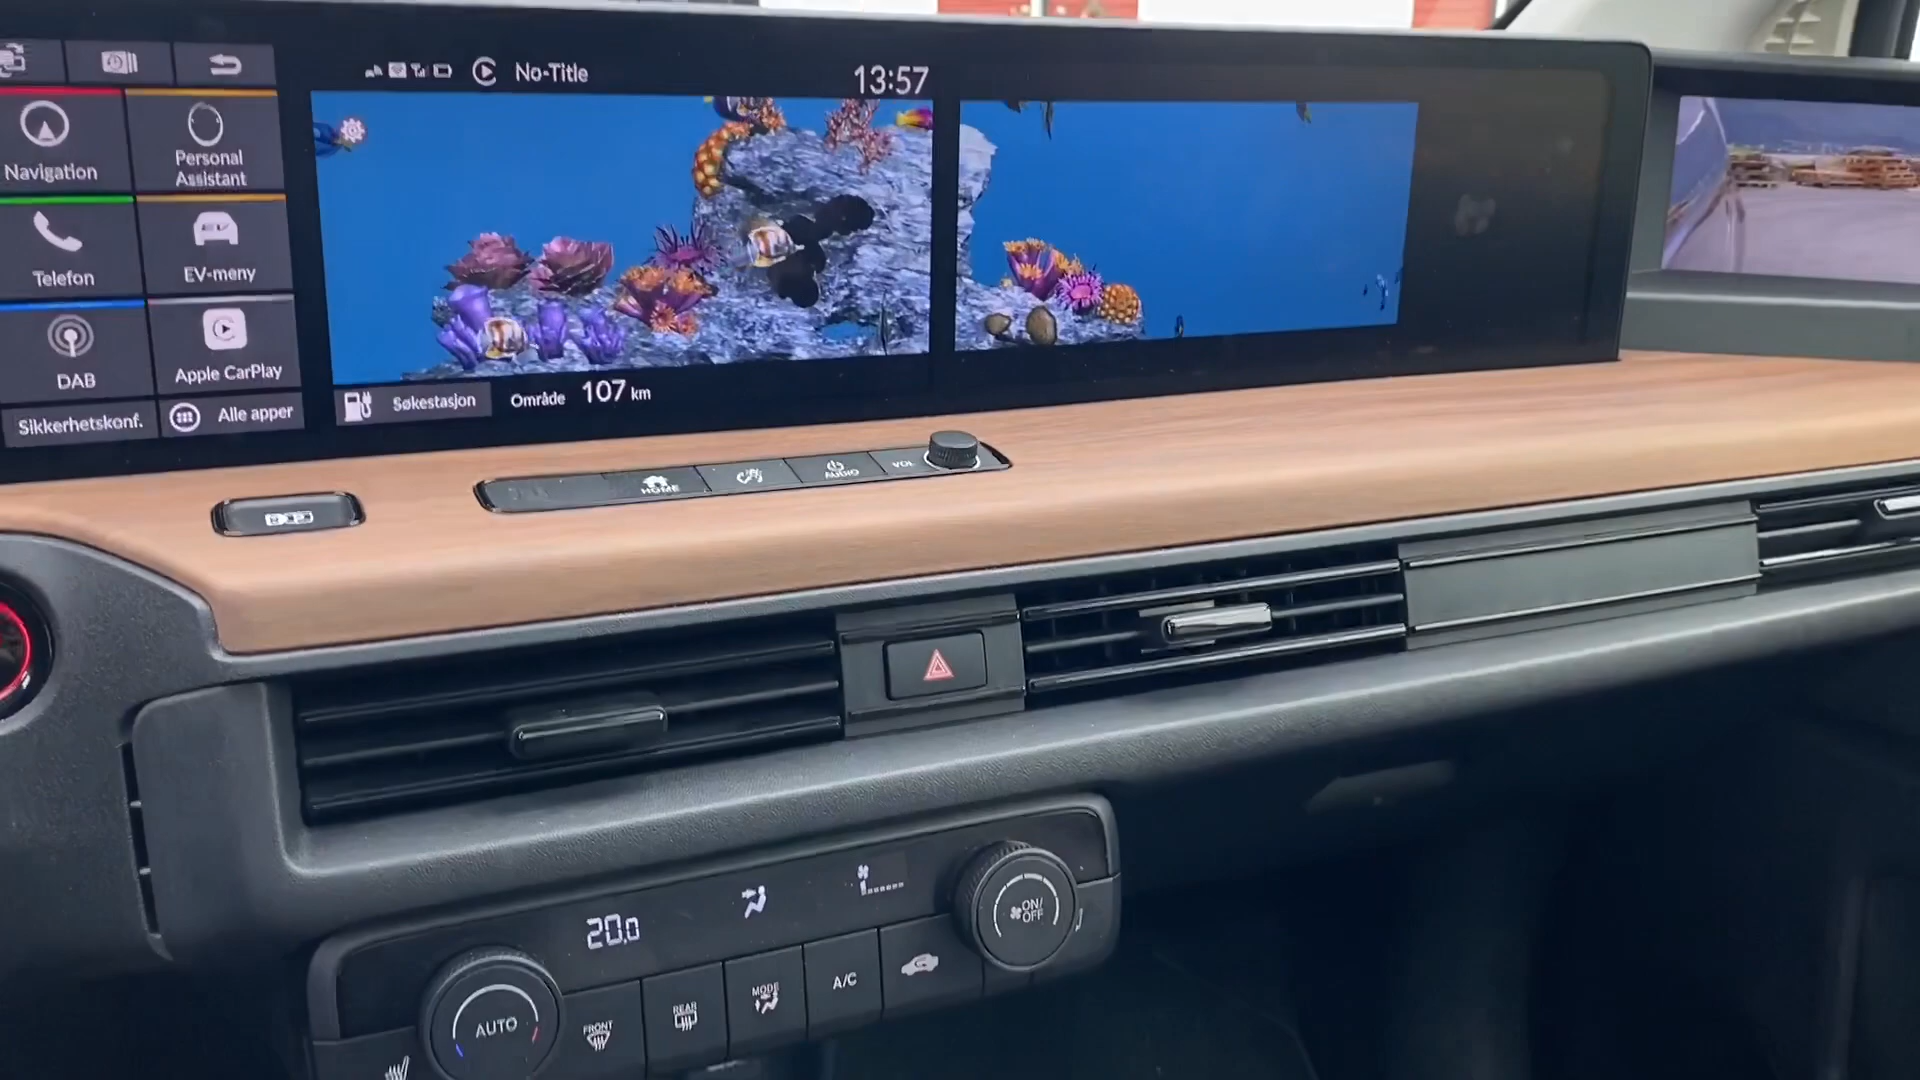 No-Title
13:57
Navigation
Personal
Assistant
Telefon
EV
EV-meny
DAB
Apple CarPlay
Sikkerhetskonf.
Alle apper
Søkestasjon
Område 107 km
HOME
AUDIO
VOL
20,0
ON/
OFF
AUTO
FRONT
REAR
MODE
A/C